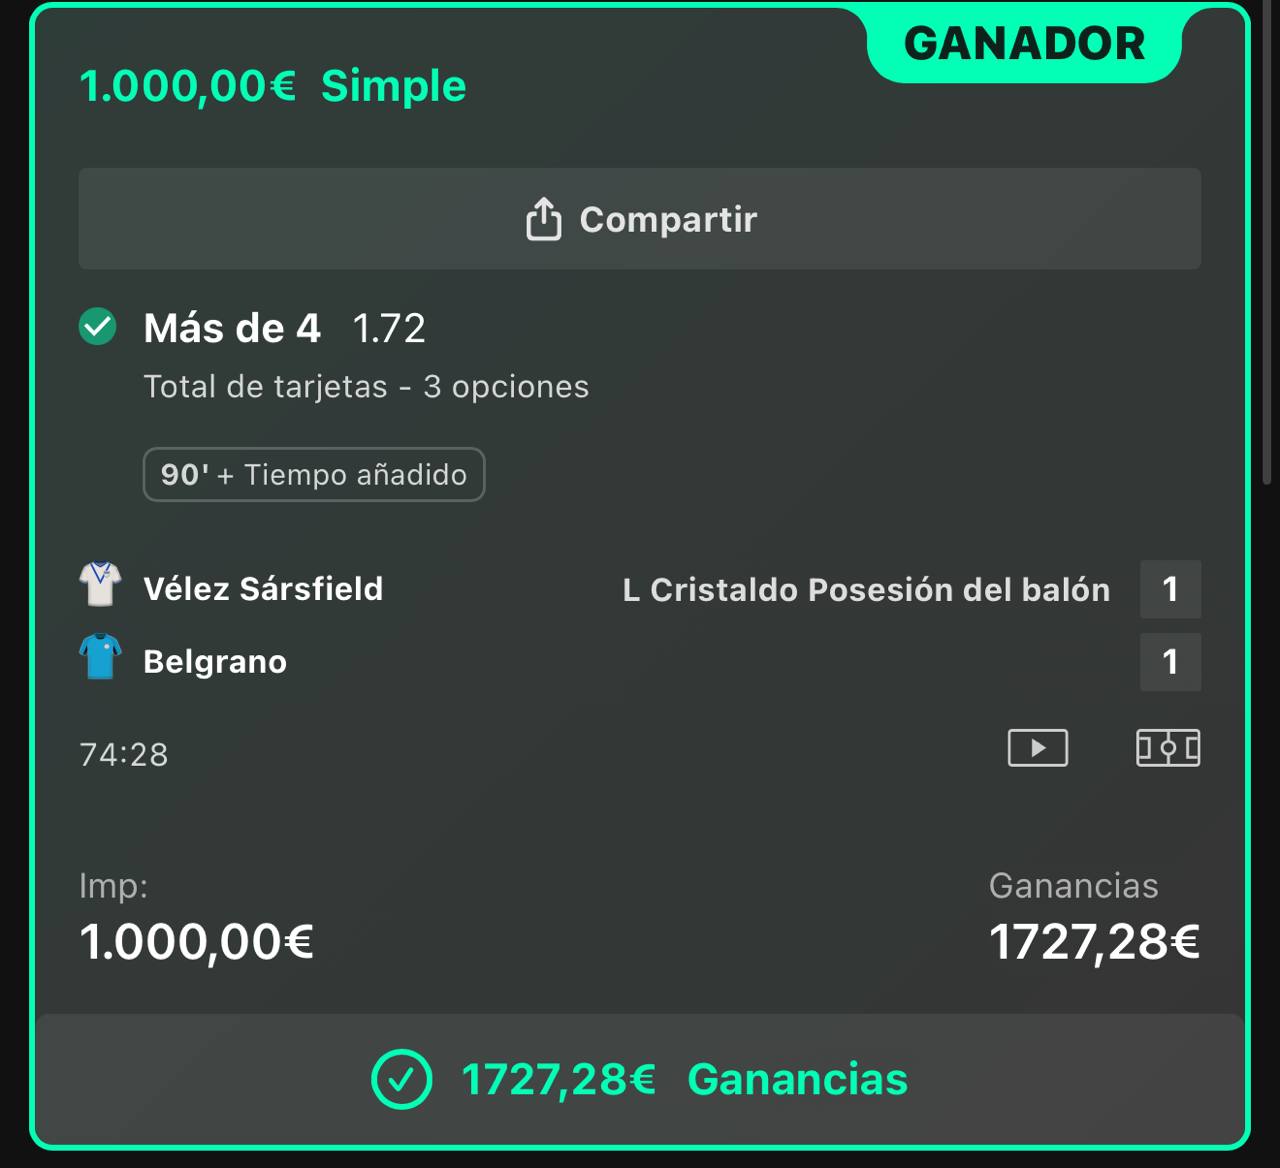 GANADOR
1.000,00€ Simple
Compartir
Más de 4 1.72
Total de tarjetas - 3 opciones
90' + Tiempo añadido
Vélez Sársfield L Cristaldo Posesión del balón 1
Belgrano 1
74:28
Imp: Ganancias
1.000,00€ 1727,28€
1727,28€ Ganancias